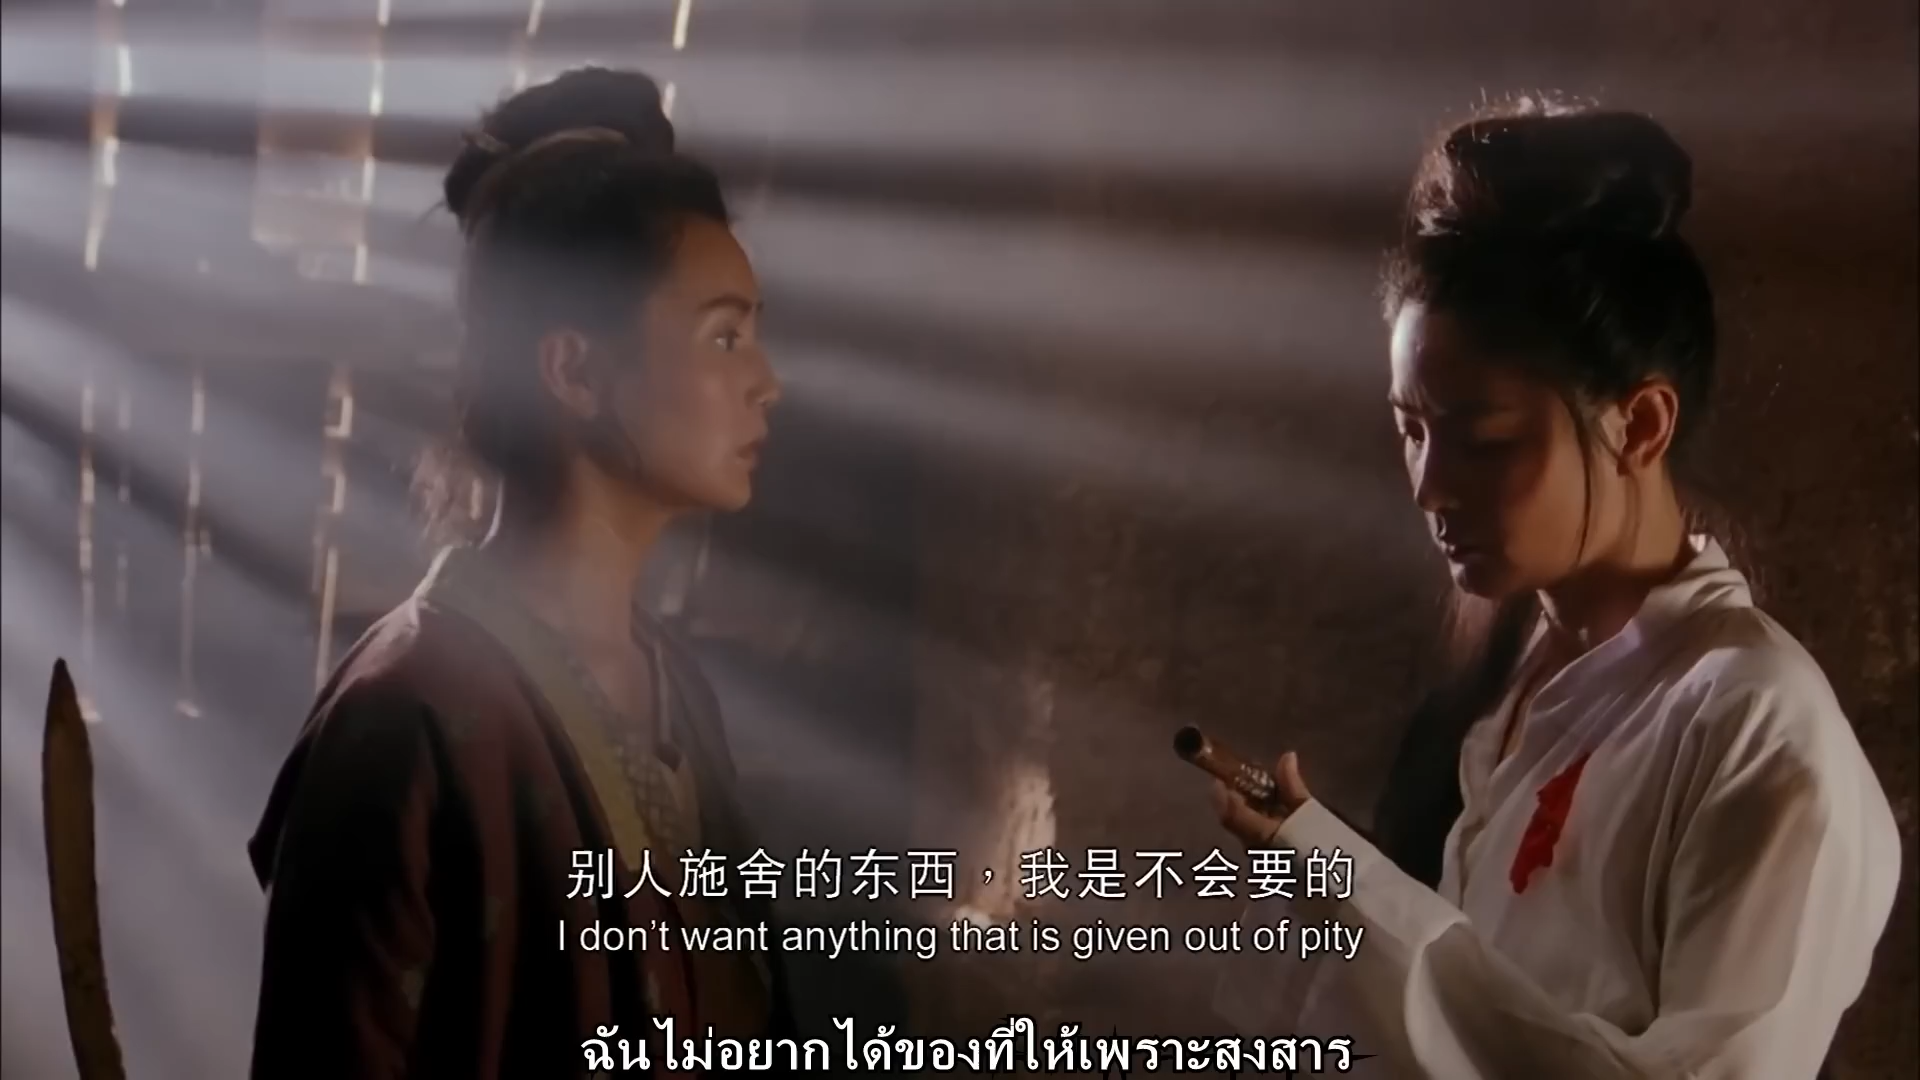 别人施舍的东西，我是不会要的
I don't want anything that is given out of pity
ฉันไม่อยากได้ของที่ให้เพราะสงสาร